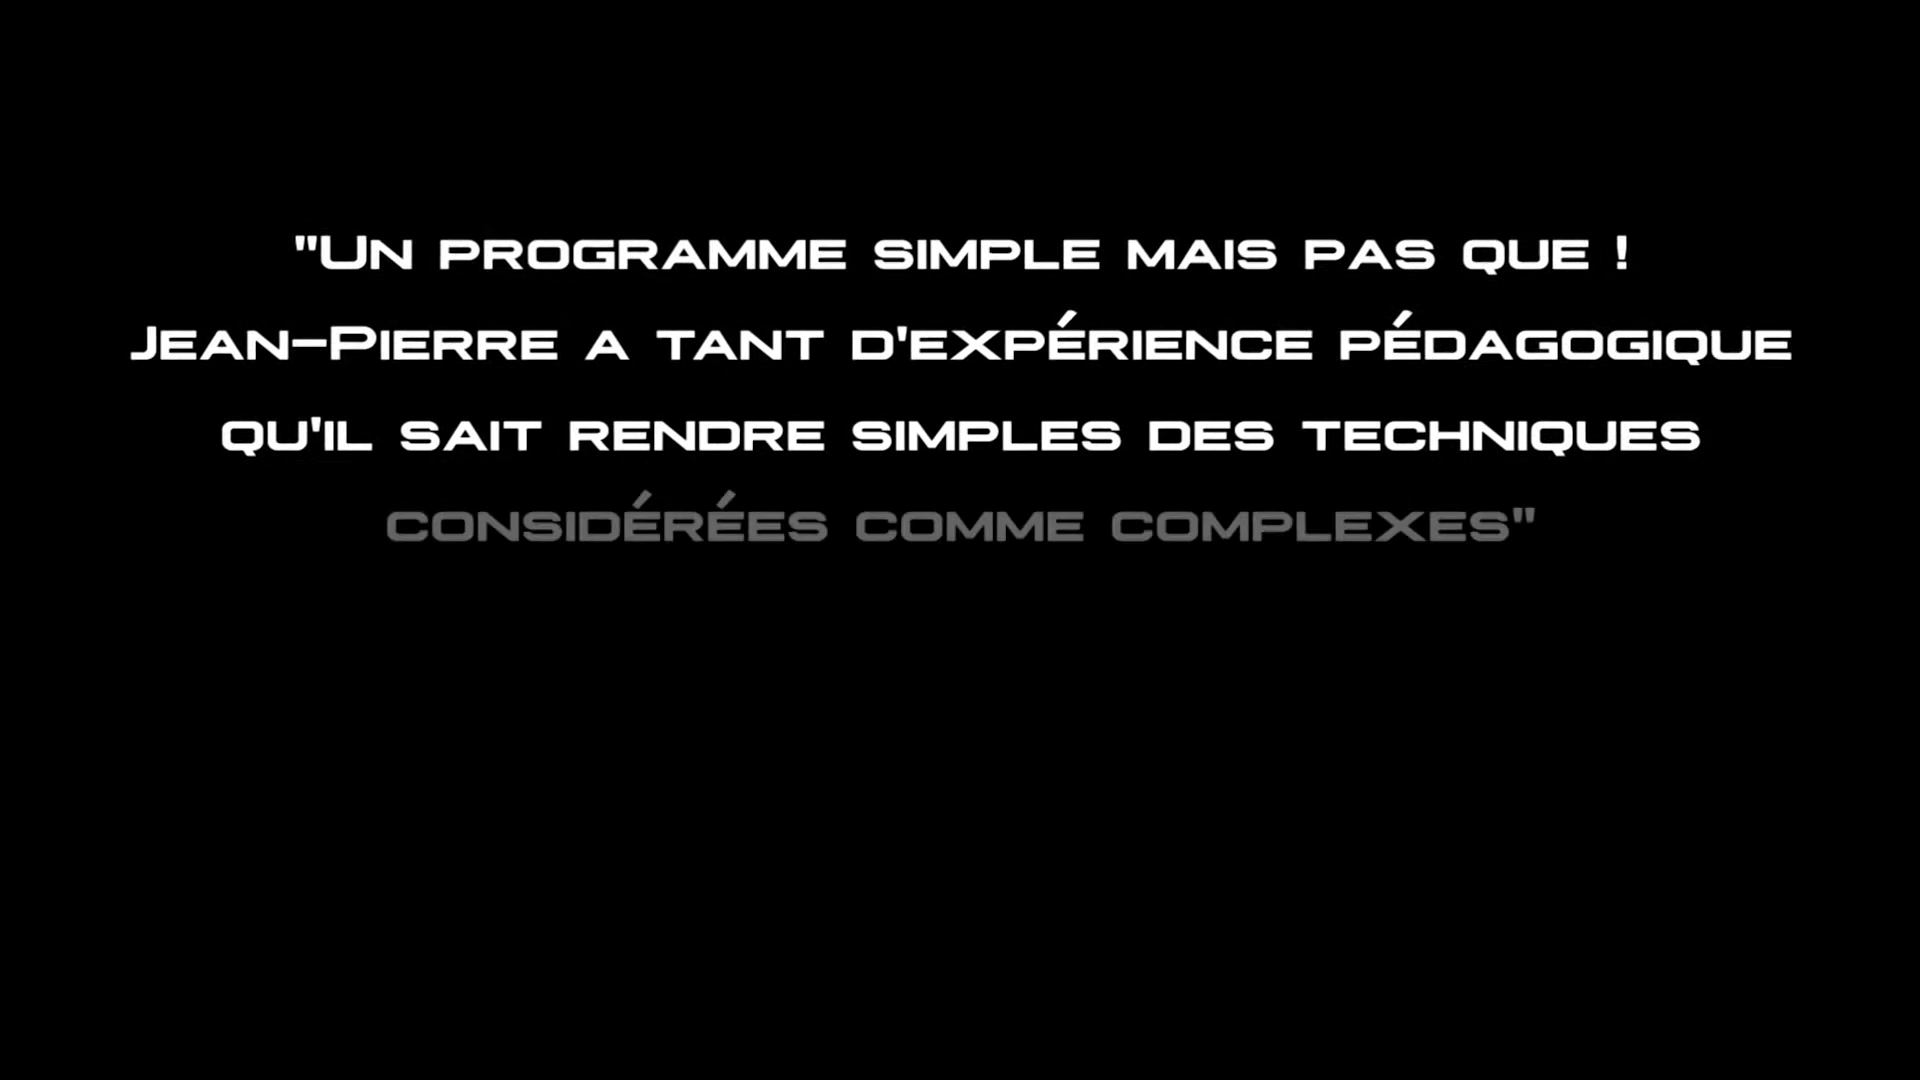 "Un programme simple mais pas que !
Jean-Pierre a tant d'expérience pédagogique
qu'il sait rendre simples des techniques
considérées comme complexes"